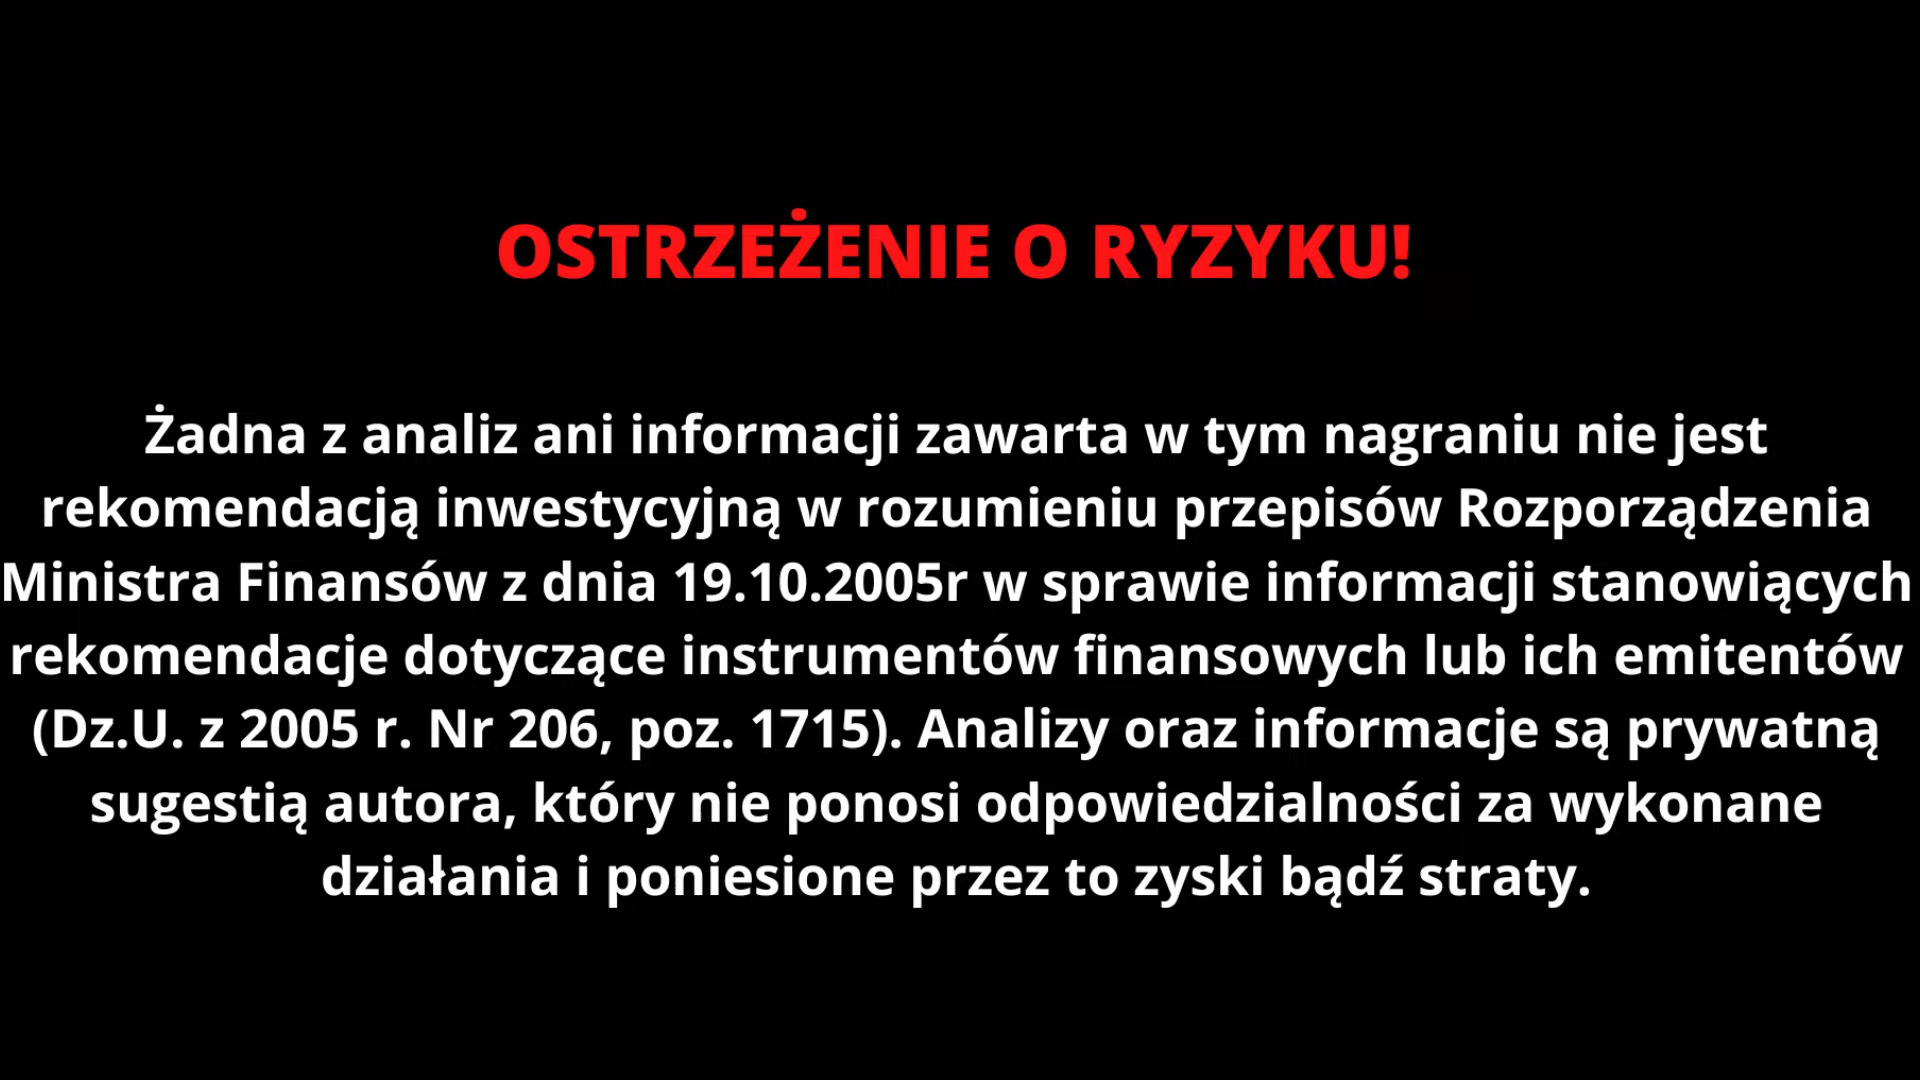 OSTRZEŻENIE O RYZYKU!
Żadna z analiz ani informacji zawarta w tym nagraniu nie jest
rekomendacją inwestycyjną w rozumieniu przepisów Rozporządzenia
Ministra Finansów z dnia 19.10.2005r w sprawie informacji stanowiących
rekomendacje dotyczące instrumentów finansowych lub ich emitentów
(Dz.U. z 2005 r. Nr 206, poz. 1715). Analizy oraz informacje są prywatną
sugestią autora, który nie ponosi odpowiedzialności za wykonane
działania i poniesione przez to zyski bądź straty.